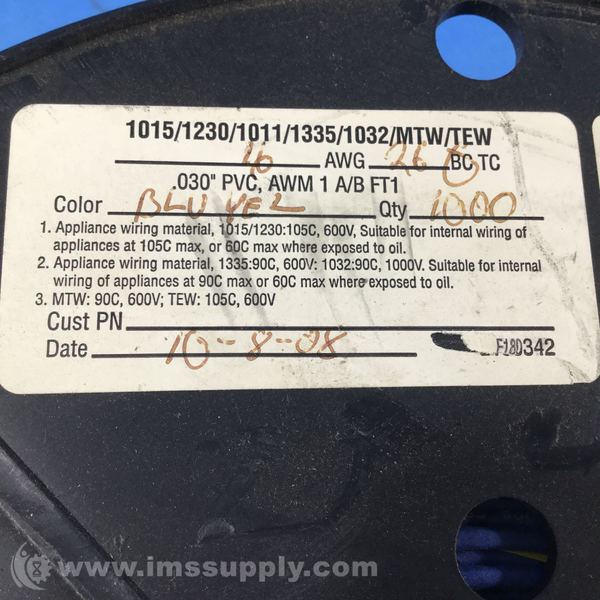 1015/1230/1011/1335/1032/MTW/TEW
16 AWG 26 BC TC
.030" PVC, AWM 1 A/B FT1
Color BLU YEL Qty 1000
1. Appliance wiring material, 1015/1230:105C, 600V, Suitable for internal wiring of
appliances at 105C max, or 60C max where exposed to oil.
2. Appliance wiring material, 1335:90C, 600V: 1032:90C, 1000V. Suitable for internal
wiring of appliances at 90C max or 60C max where exposed to oil.
3. MTW: 90C, 600V; TEW: 105C, 600V
Cust PN
Date 10-8-08 F18D342
www.imssupply.com